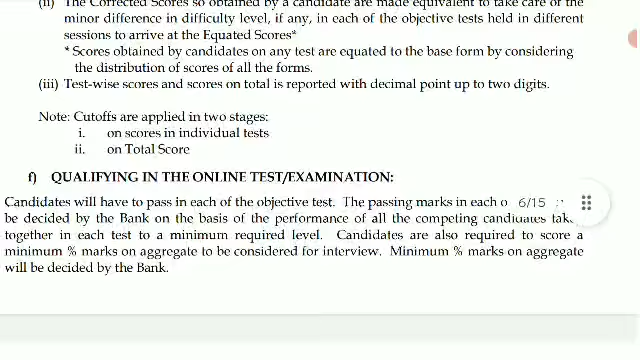 (ii) The Corrected Scores so obtained by a candidate are made equivalent to take care of the
minor difference in difficulty level, if any, in each of the objective tests held in different
sessions to arrive at the Equated Scores*
* Scores obtained by candidates on any test are equated to the base form by considering
the distribution of scores of all the forms.
(iii) Test-wise scores and scores on total is reported with decimal point up to two digits.
Note: Cutoffs are applied in two stages:
i. on scores in individual tests
ii. on Total Score
f) QUALIFYING IN THE ONLINE TEST/EXAMINATION:
Candidates will have to pass in each of the objective test. The passing marks in each o 6/15
be decided by the Bank on the basis of the performance of all the competing candidates tak
together in each test to a minimum required level. Candidates are also required to score a
minimum % marks on aggregate to be considered for interview. Minimum % marks on aggregate
will be decided by the Bank.